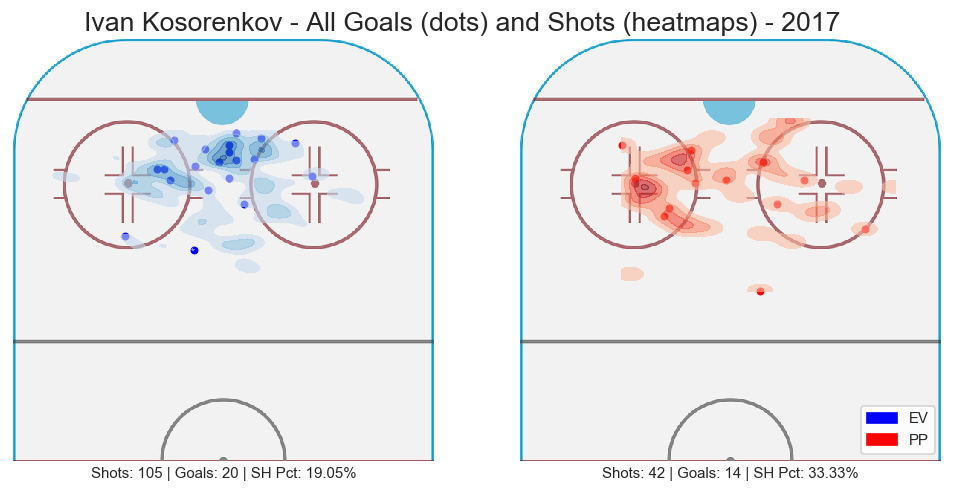 Ivan Kosorenkov - All Goals (dots) and Shots (heatmaps) - 2017
EV
PP
Shots: 105 | Goals: 20 | SH Pct: 19.05%
Shots: 42 | Goals: 14 | SH Pct: 33.33%